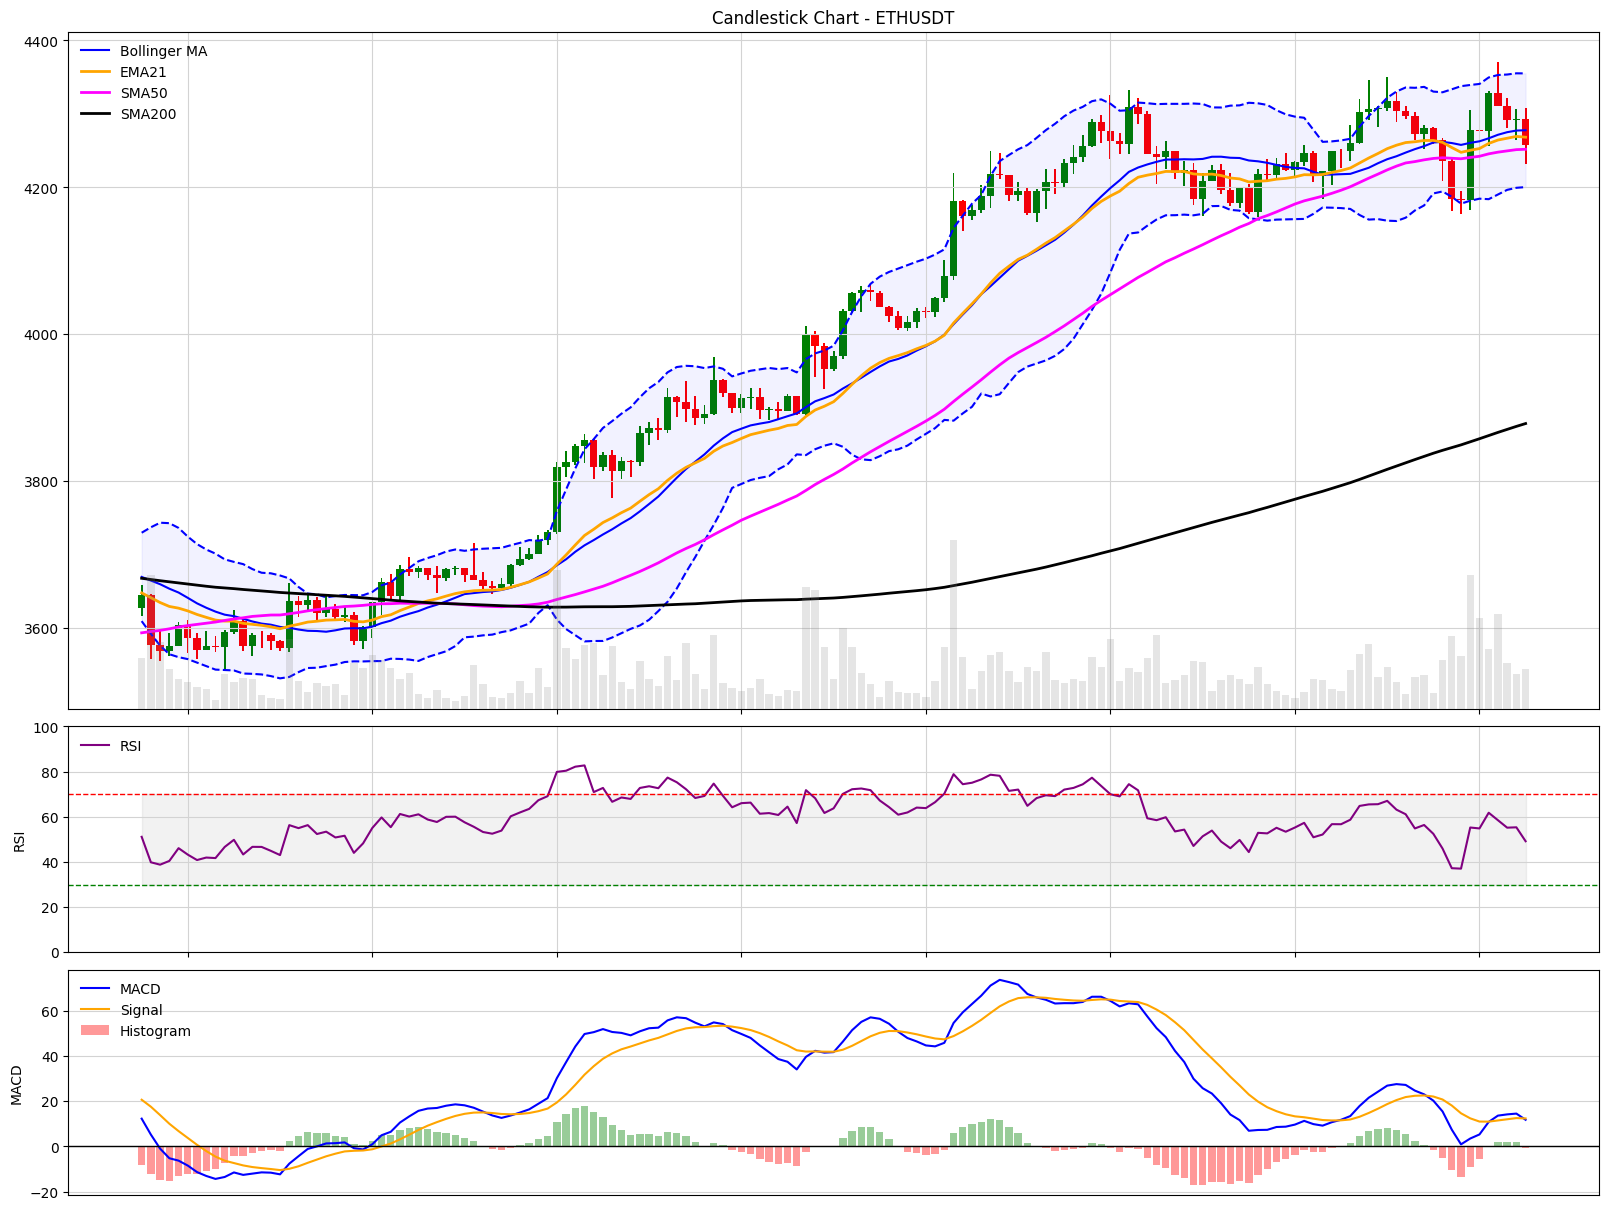 Candlestick Chart - ETHUSDT
4400
4200
4000
3800
3600
Bollinger MA
EMA21
SMA50
SMA200
100
80
60
40
20
0
RSI
RSI
60
40
20
0
−20
MACD
MACD
Signal
Histogram